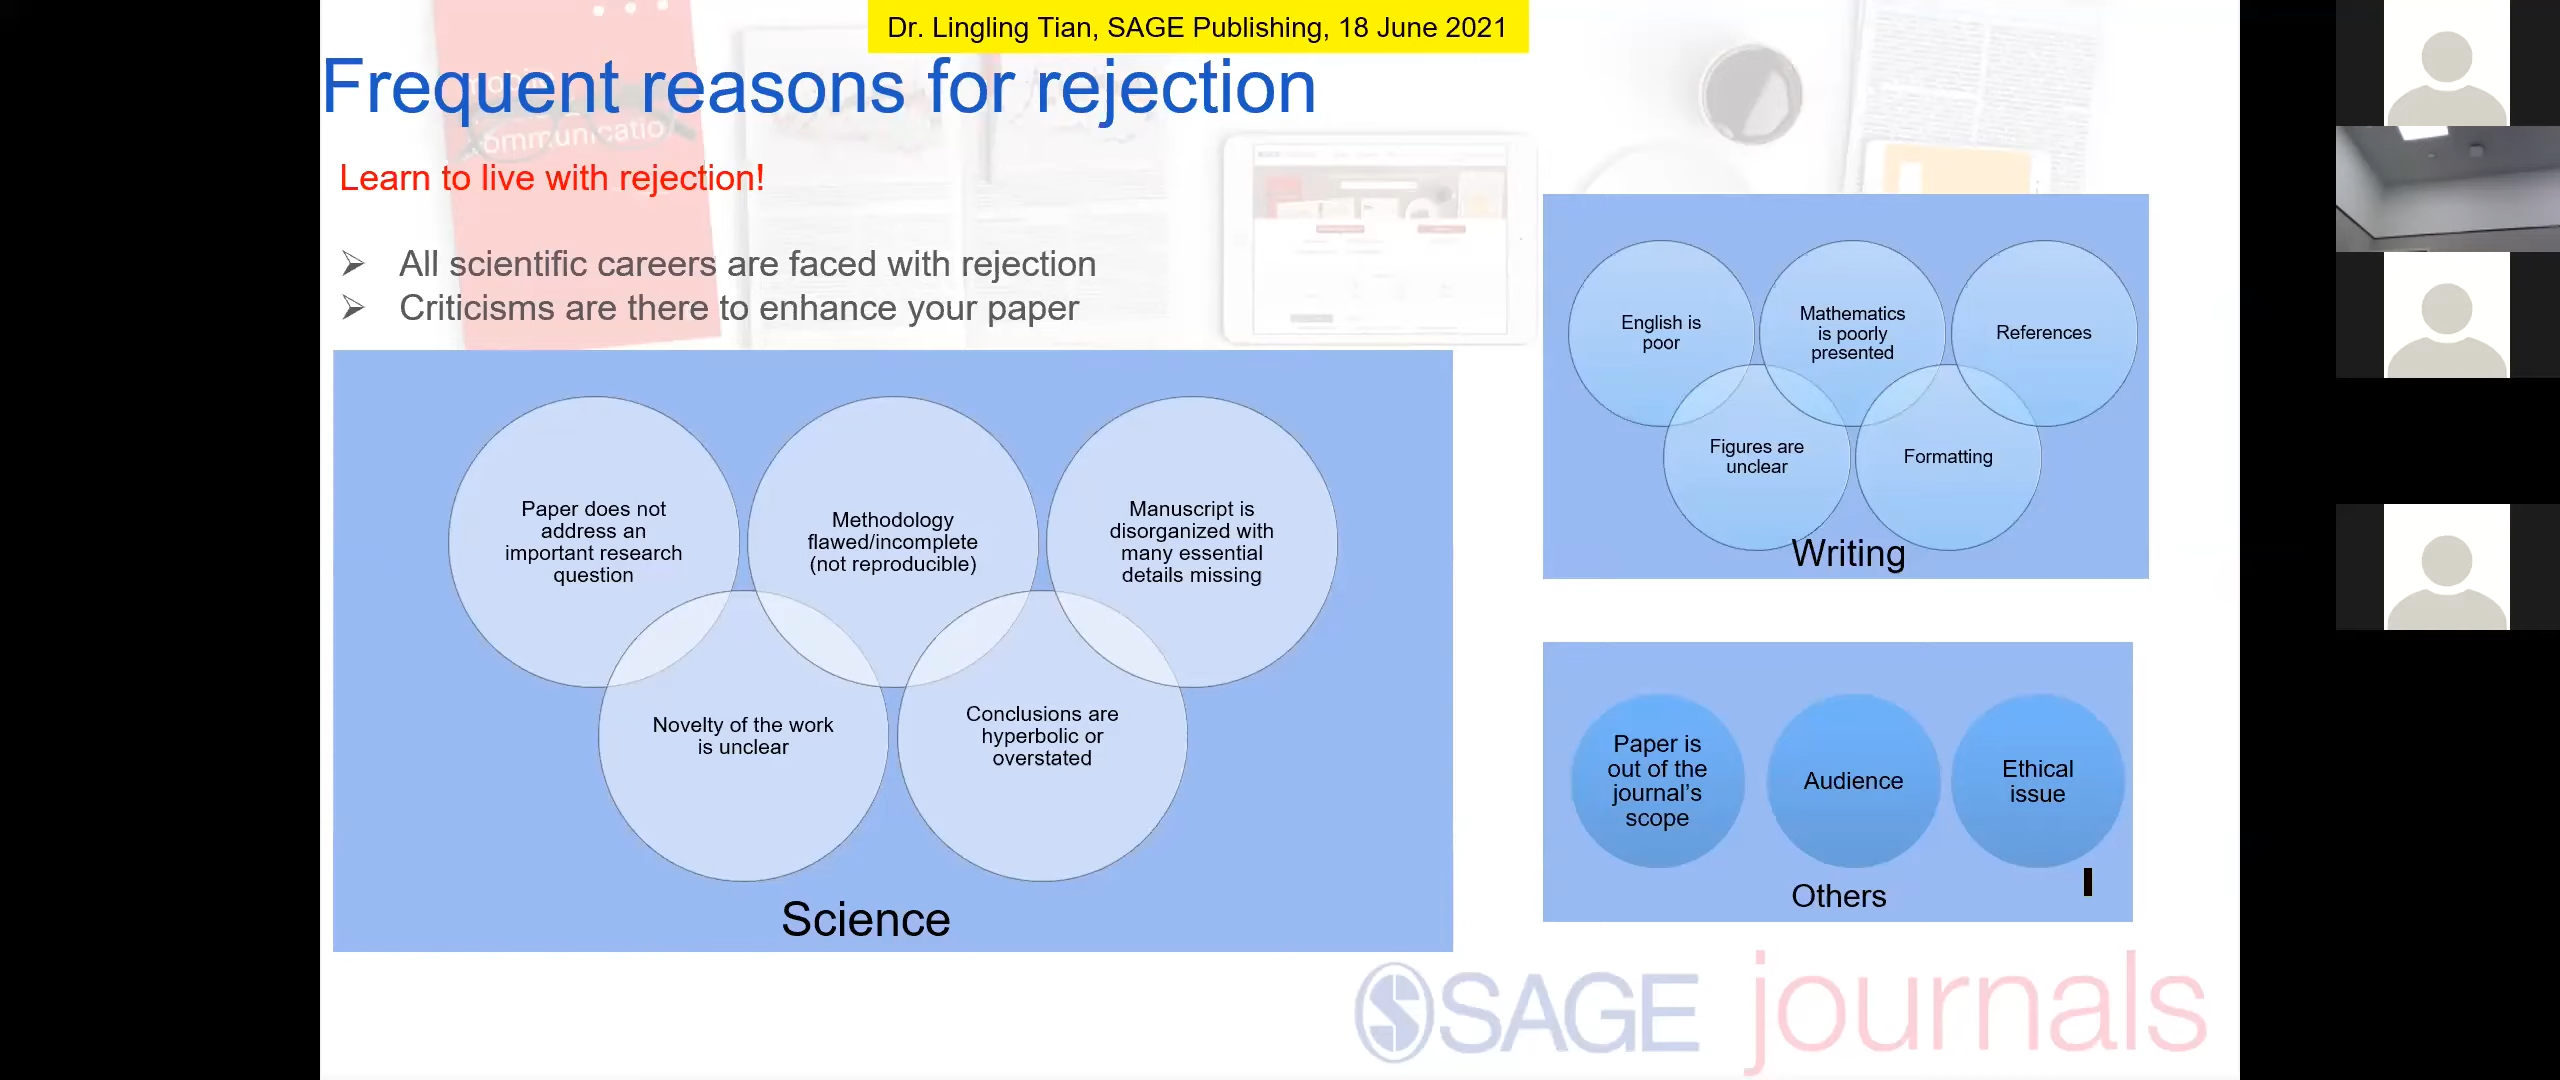 Dr. Lingling Tian, SAGE Publishing, 18 June 2021
Frequent reasons for rejection
Learn to live with rejection!
All scientific careers are faced with rejection
Criticisms are there to enhance your paper
Paper does not
address an
important research
question
Methodology
flawed/incomplete
(not reproducible)
Manuscript is
disorganized with
many essential
details missing
Novelty of the work
is unclear
Conclusions are
hyperbolic or
overstated
Science
English is
poor
Mathematics
is poorly
presented
References
Figures are
unclear
Formatting
Writing
Paper is
out of the
journal's
scope
Audience
Ethical
issue
Others
SAGE journals